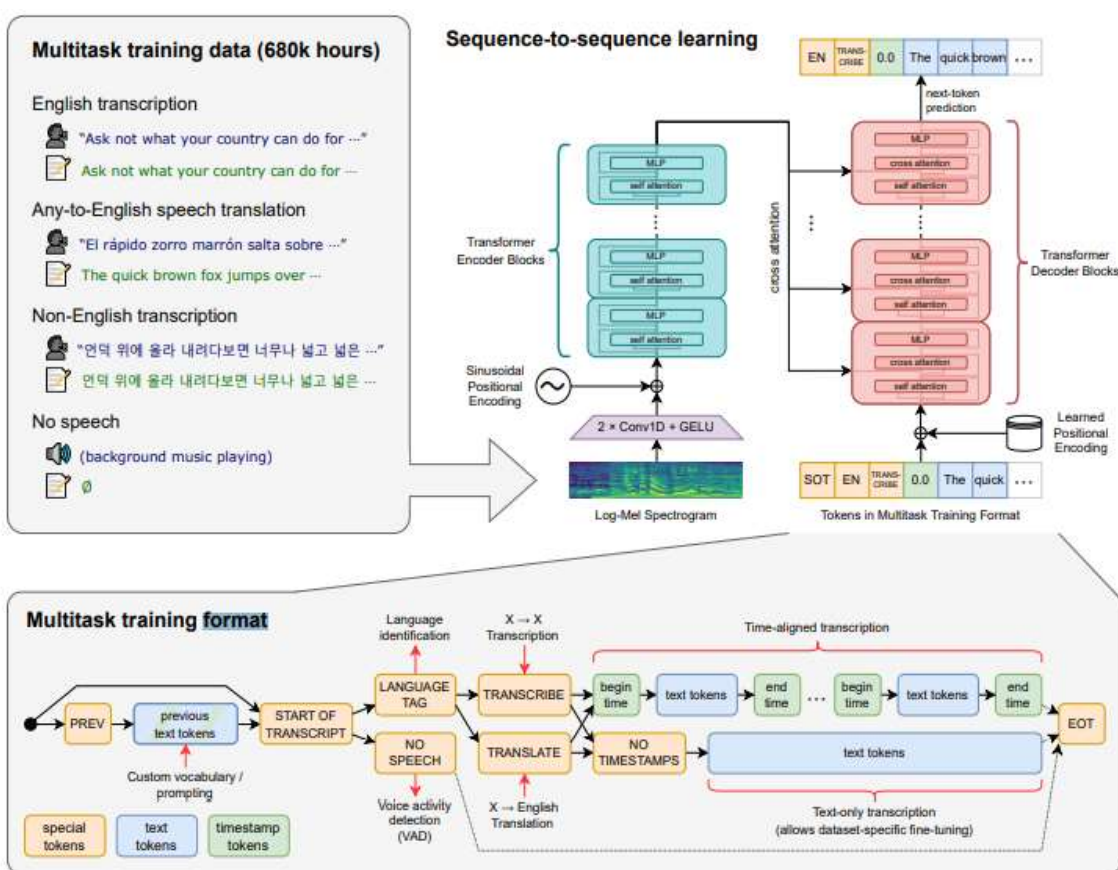 Multitask training data (680k hours)
English transcription
"Ask not what your country can do for ⋯"
Ask not what your country can do for ⋯
Any-to-English speech translation
"El rápido zorro marrón salta sobre ⋯"
The quick brown fox jumps over ⋯
Non-English transcription
"언덕 위에 올라 내려다보면 너무나 넓고 넓은 ⋯"
언덕 위에 올라 내려다보면 너무나 넓고 넓은 ⋯
No speech
(background music playing)
∅
Sequence-to-sequence learning
EN TRANS-CRIBE 0.0 The quick brown ⋯
next-token
prediction
MLP
self attention
⋯
MLP
self attention
MLP
self attention
Transformer
Encoder Blocks
cross attention
⋯
MLP
cross attention
self attention
⋯
MLP
cross attention
self attention
MLP
cross attention
self attention
Transformer
Decoder Blocks
Sinusoidal
Positional
Encoding
~
2 × Conv1D + GELU
Log-Mel Spectrogram
Learned
Positional
Encoding
SOT EN TRANS-CRIBE 0.0 The quick ⋯
Tokens in Multitask Training Format
Multitask training format
Language
identification
X → X
Transcription
Time-aligned transcription
PREV
previous
text tokens
START OF
TRANSCRIPT
LANGUAGE
TAG
NO
SPEECH
TRANSCRIBE
TRANSLATE
begin
time
text tokens
end
time
⋯
begin
time
text tokens
end
time
NO
TIMESTAMPS
text tokens
EOT
Custom vocabulary /
prompting
Voice activity
detection
(VAD)
X → English
Translation
Text-only transcription
(allows dataset-specific fine-tuning)
special
tokens
text
tokens
timestamp
tokens